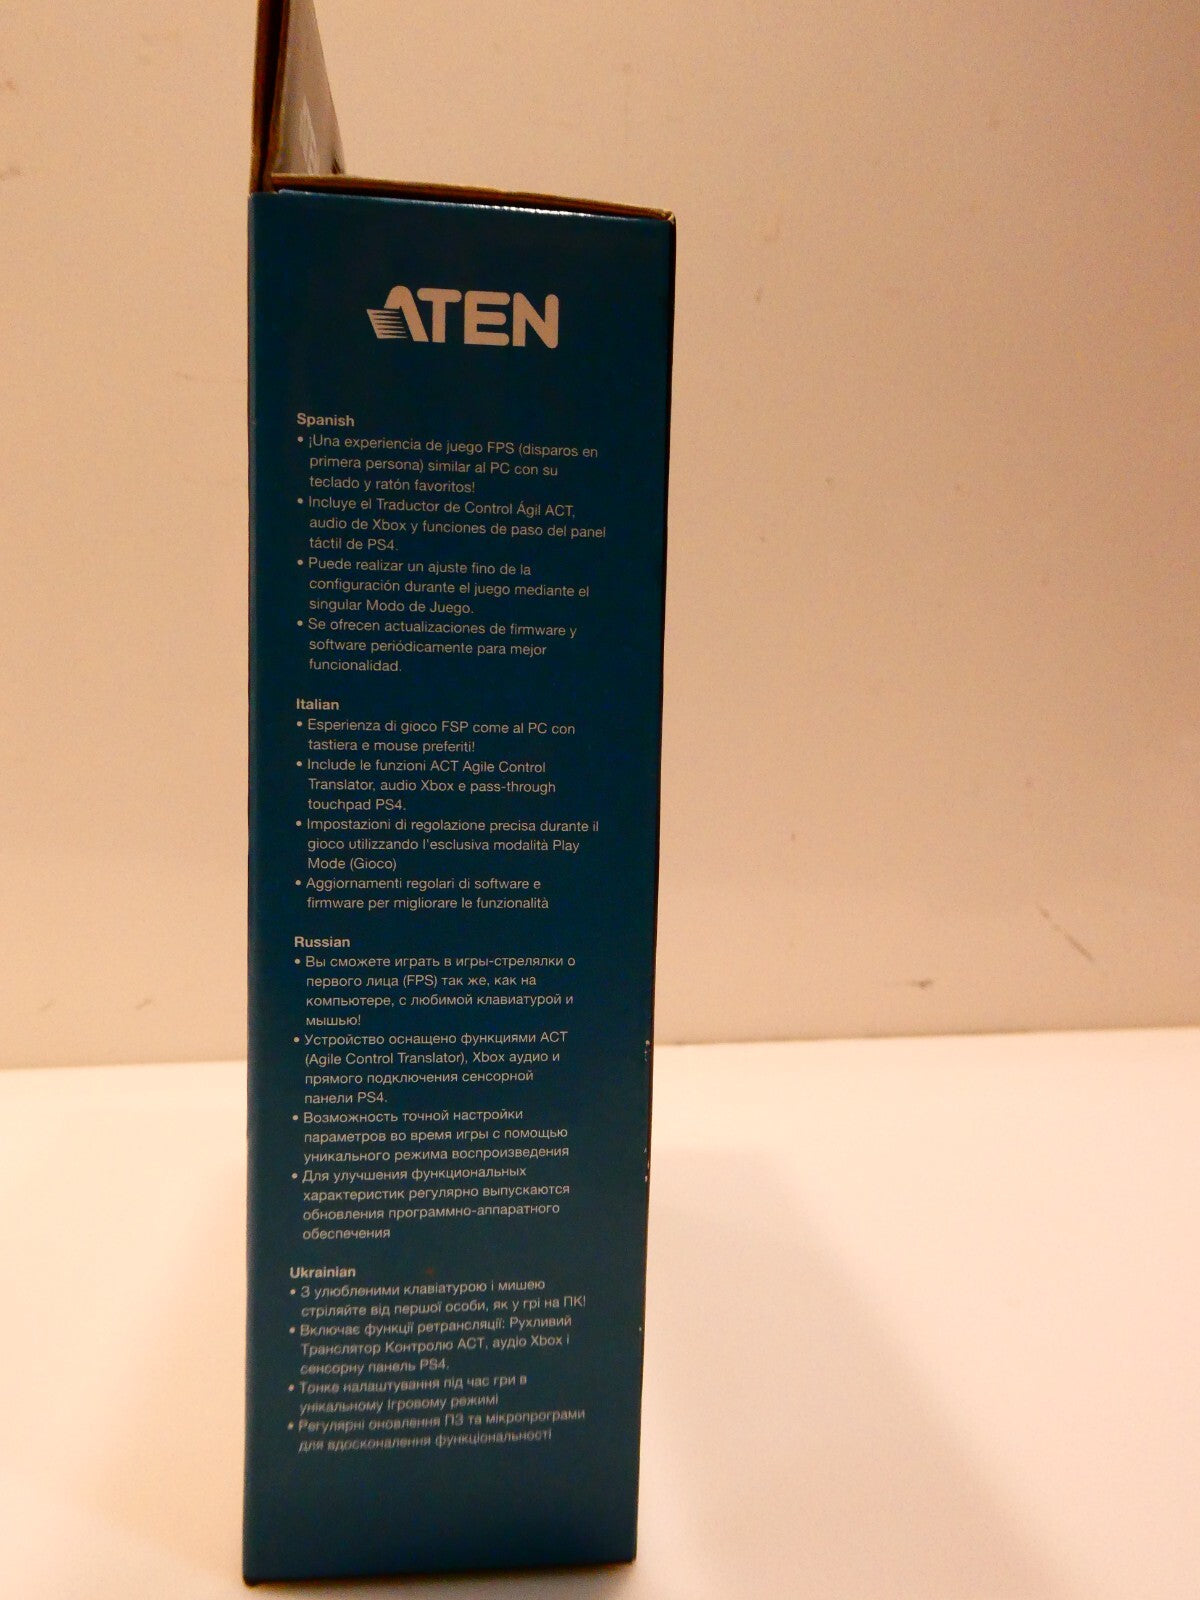 ATEN
Spanish
• ¡Una experiencia de juego FPS (disparos en
primera persona) similar al PC con su
teclado y ratón favoritos!
• Incluye el Traductor de Control Ágil ACT,
audio de Xbox y funciones de paso del panel
táctil de PS4.
• Puede realizar un ajuste fino de la
configuración durante el juego mediante el
singular Modo de Juego.
• Se ofrecen actualizaciones de firmware y
software periódicamente para mejor
funcionalidad.
Italian
• Esperienza di gioco FSP come al PC con
tastiera e mouse preferiti!
• Include le funzioni ACT Agile Control
Translator, audio Xbox e pass-through
touchpad PS4.
• Impostazioni di regolazione precisa durante il
gioco utilizzando l'esclusiva modalità Play
Mode (Gioco)
• Aggiornamenti regolari di software e
firmware per migliorare le funzionalità
Russian
• Вы сможете играть в игры-стрелялки о
первого лица (FPS) так же, как на
компьютере, с любимой клавиатурой и
мышью!
• Устройство оснащено функциями ACT
(Agile Control Translator), Xbox аудио и
прямого подключения сенсорной
панели PS4.
• Возможность точной настройки
параметров во время игры с помощью
уникального режима воспроизведения
• Для улучшения функциональных
характеристик регулярно выпускаются
обновления программно-аппаратного
обеспечения
Ukrainian
• З улюбленими клавіатурою і мишею
стріляйте від першої особи, як у грі на ПК!
• Включає функції ретрансляції: Рухливий
Транслятор Контролю ACT, аудіо Xbox і
сенсорну панель PS4.
• Тонке налаштування під час гри в
унікальному Ігровому режимі
• Регулярні оновлення ПЗ та мікропрограми
для вдосконалення функціональності